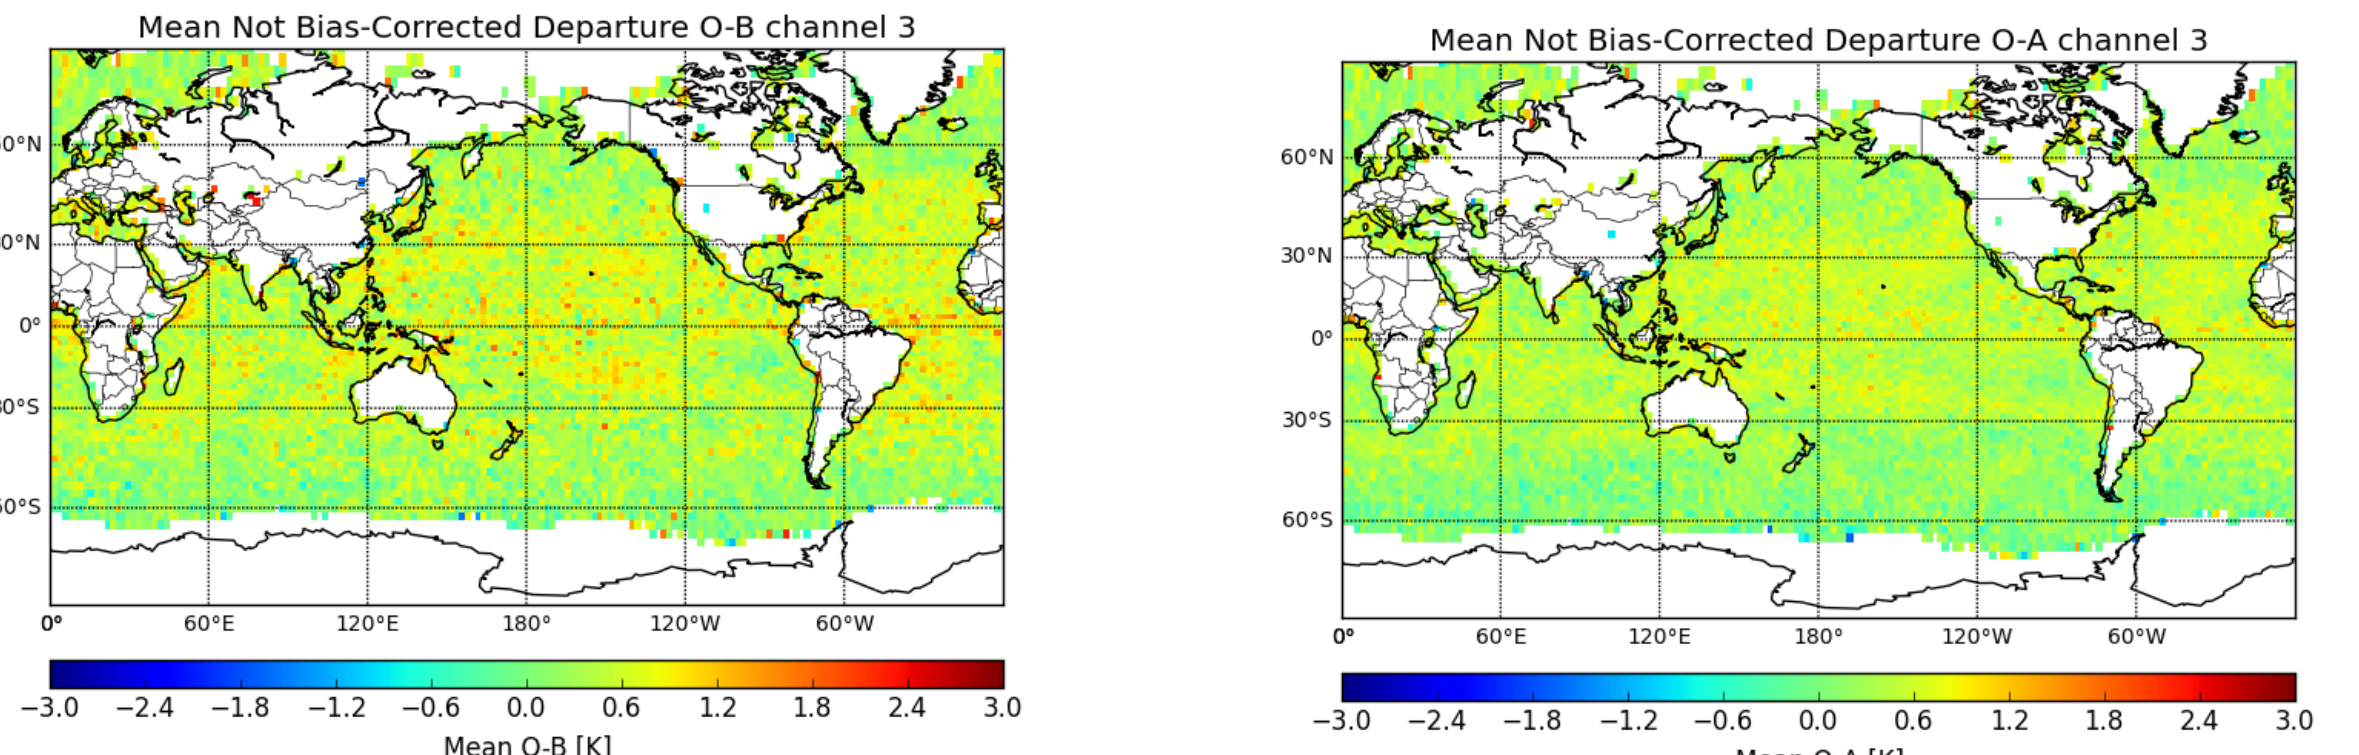 Mean Not Bias-Corrected Departure O-B channel 3
0°N
0°N
0°
0°S
0°S
0° 60°E 120°E 180° 120°W 60°W
−3.0 −2.4 −1.8 −1.2 −0.6 0.0 0.6 1.2 1.8 2.4 3.0
Mean O-B [K]
Mean Not Bias-Corrected Departure O-A channel 3
60°N
30°N
0°
30°S
60°S
0° 60°E 120°E 180° 120°W 60°W
−3.0 −2.4 −1.8 −1.2 −0.6 0.0 0.6 1.2 1.8 2.4 3.0
Mean O-A [K]